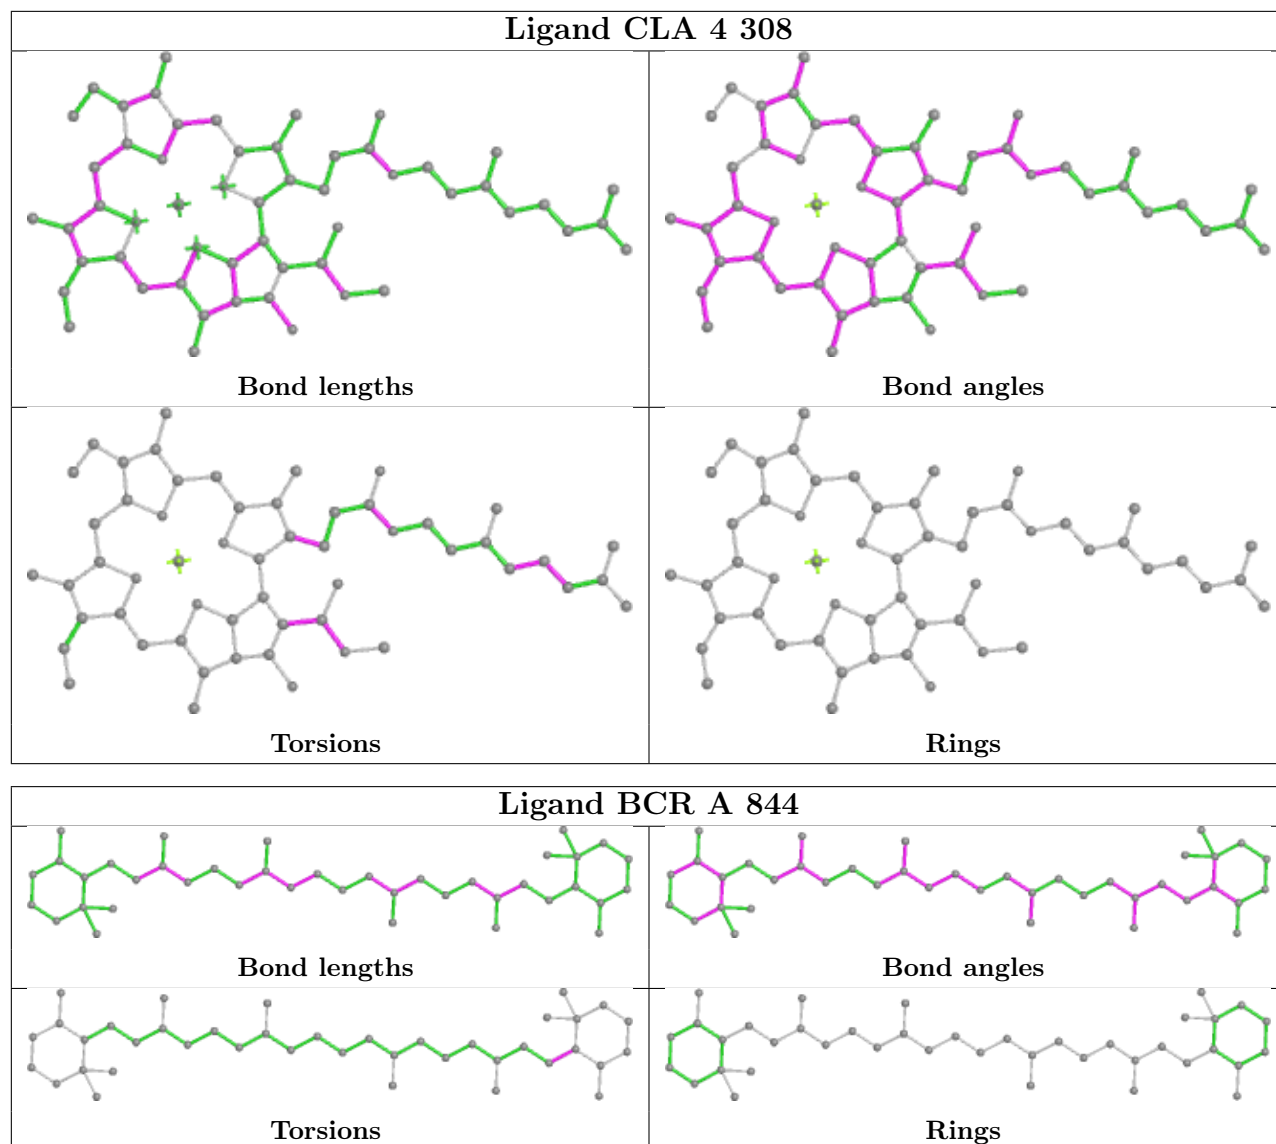 Ligand CLA 4 308
Bond lengths
Bond angles
Torsions
Rings
Ligand BCR A 844
Bond lengths
Bond angles
Torsions
Rings